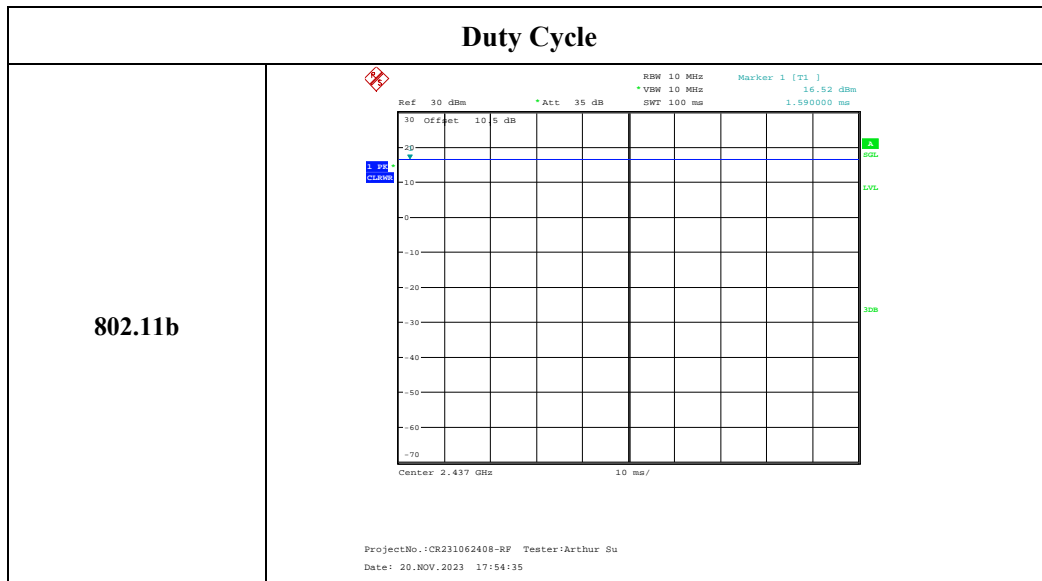 Duty Cycle
802.11b
R S
RBW 10 MHz Marker 1 [T1 ]
*VBW 10 MHz 16.52 dBm
Ref 30 dBm *Att 35 dB SWT 100 ms 1.590000 ms
30 Offset 10.5 dB
A
20
1
SGL
1 PK *
CLRWR
10
LVL
0
-10
-20
3DB
-30
-40
-50
-60
-70
Center 2.437 GHz 10 ms/
ProjectNo.:CR231062408-RF Tester:Arthur Su
Date: 20.NOV.2023 17:54:35